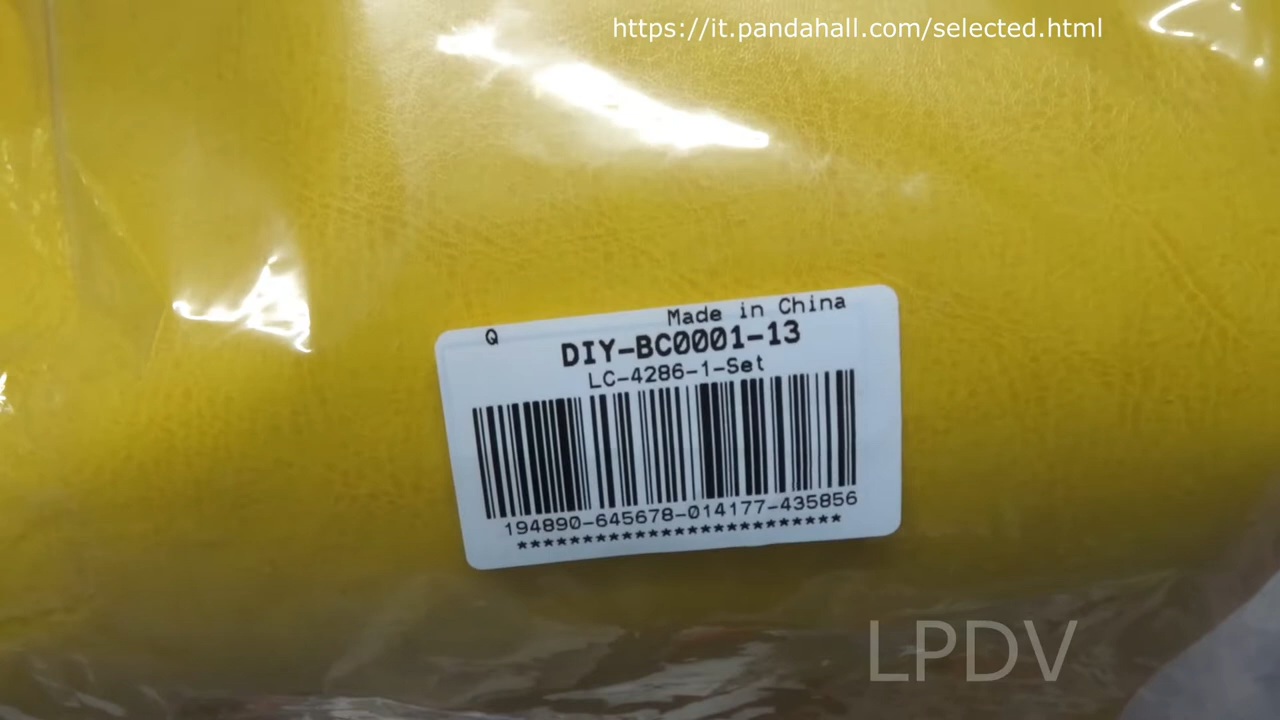 https://it.pandahall.com/selected.html
Made in China
Q
DIY-BC0001-13
LC-4286-1-Set
194890-645678-014177-435856
*************************
LPDV